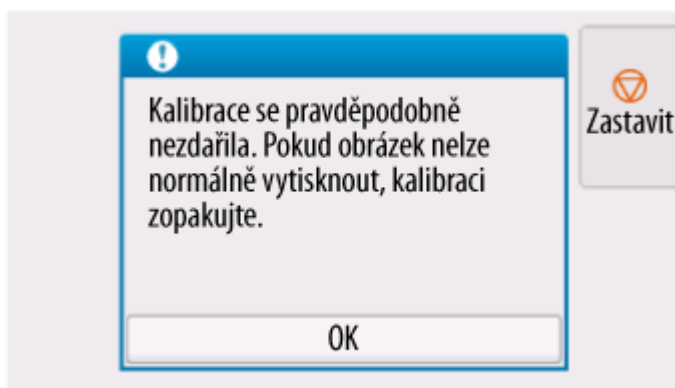 Kalibrace se pravděpodobně
nezdařila. Pokud obrázek nelze
normálně vytisknout, kalibraci
zopakujte.
OK
Zastavit